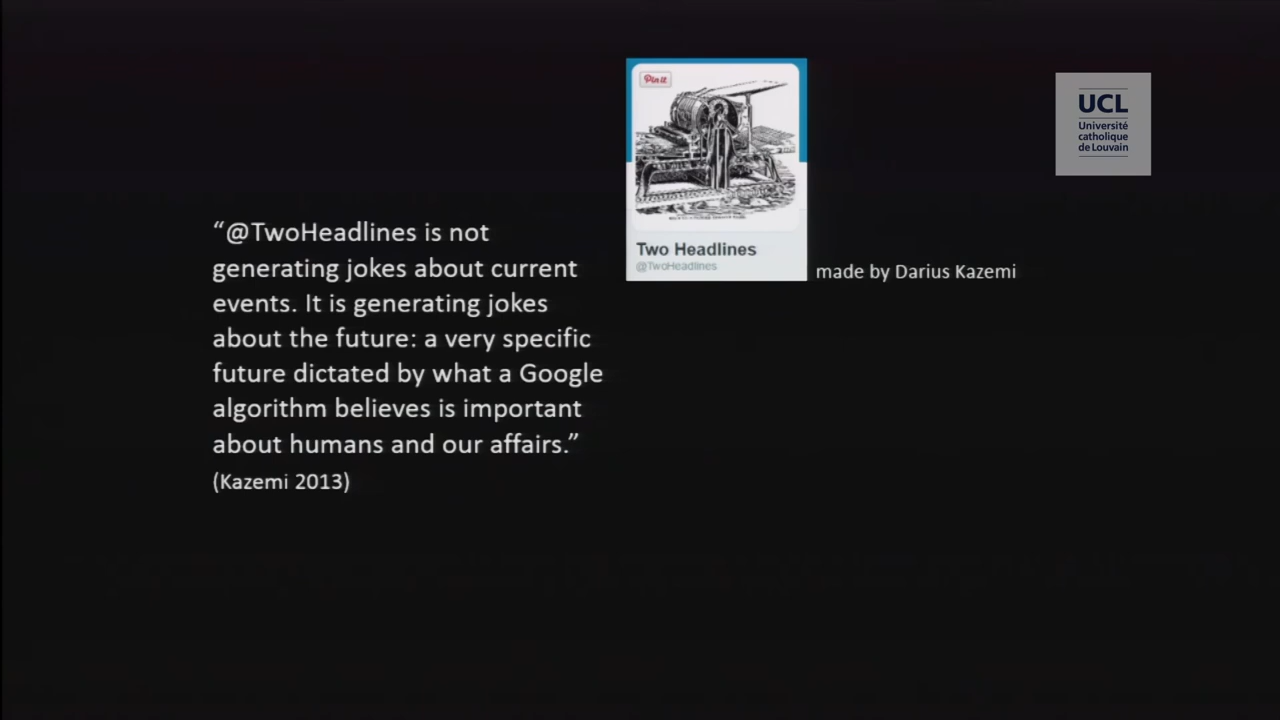 “@TwoHeadlines is not
generating jokes about current
events. It is generating jokes
about the future: a very specific
future dictated by what a Google
algorithm believes is important
about humans and our affairs.”
(Kazemi 2013)
Pin it
Two Headlines
@TwoHeadlines
made by Darius Kazemi
UCL
Université
catholique
de Louvain